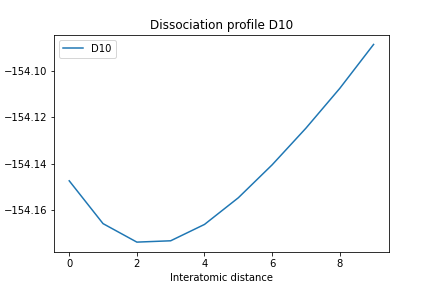 Dissociation profile D10
D10
−154.10
−154.12
−154.14
−154.16
0 2 4 6 8
Interatomic distance